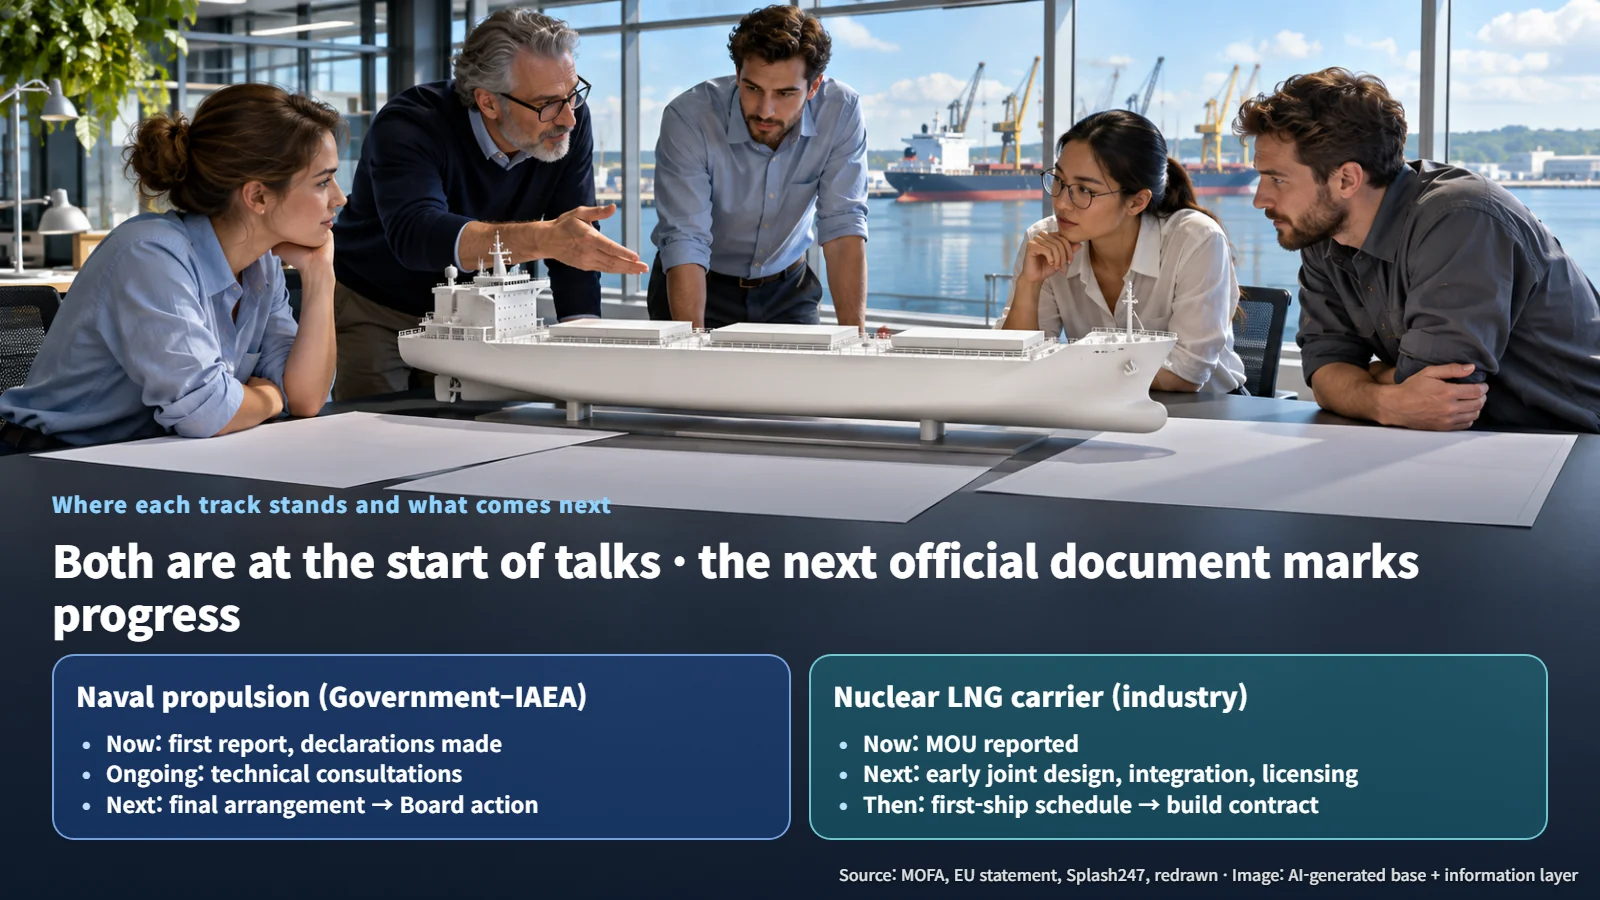 Where each track stands and what comes next
Both are at the start of talks · the next official document marks
progress
Naval propulsion (Government–IAEA)
• Now: first report, declarations made
• Ongoing: technical consultations
• Next: final arrangement → Board action
Nuclear LNG carrier (industry)
• Now: MOU reported
• Next: early joint design, integration, licensing
• Then: first-ship schedule → build contract
Source: MOFA, EU statement, Splash247, redrawn · Image: AI-generated base + information layer